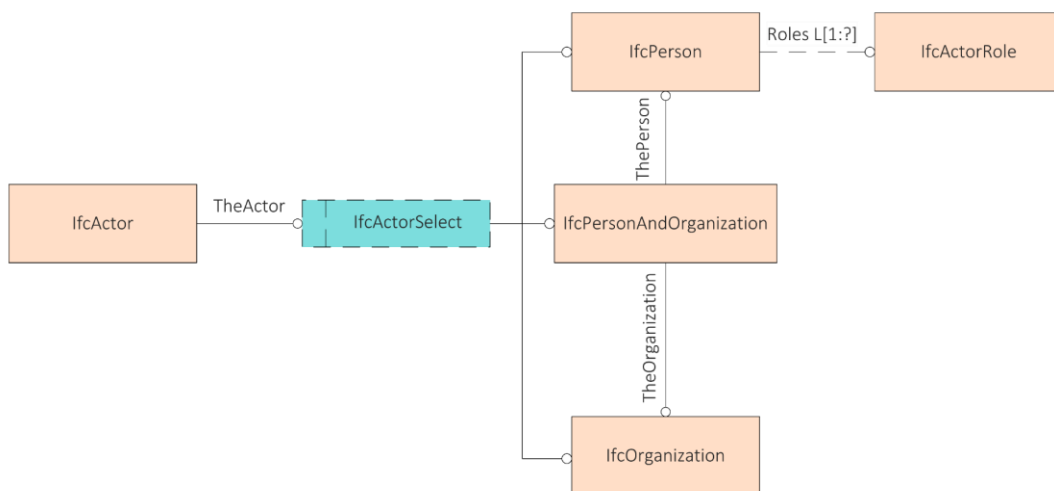 IfcPerson
Roles L[1:?]
IfcActorRole
ThePerson
IfcActor
TheActor
IfcActorSelect
IfcPersonAndOrganization
TheOrganization
IfcOrganization